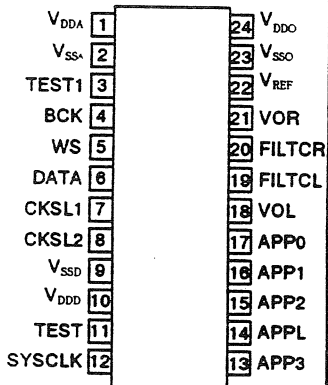 VDDA 1
VSSA 2
TEST1 3
BCK 4
WS 5
DATA 6
CKSL1 7
CKSL2 8
VSSD 9
VDDD 10
TEST 11
SYSCLK 12
24 VDDO
23 VSSO
22 VREF
21 VOR
20 FILTCR
19 FILTCL
18 VOL
17 APP0
16 APP1
15 APP2
14 APPL
13 APP3